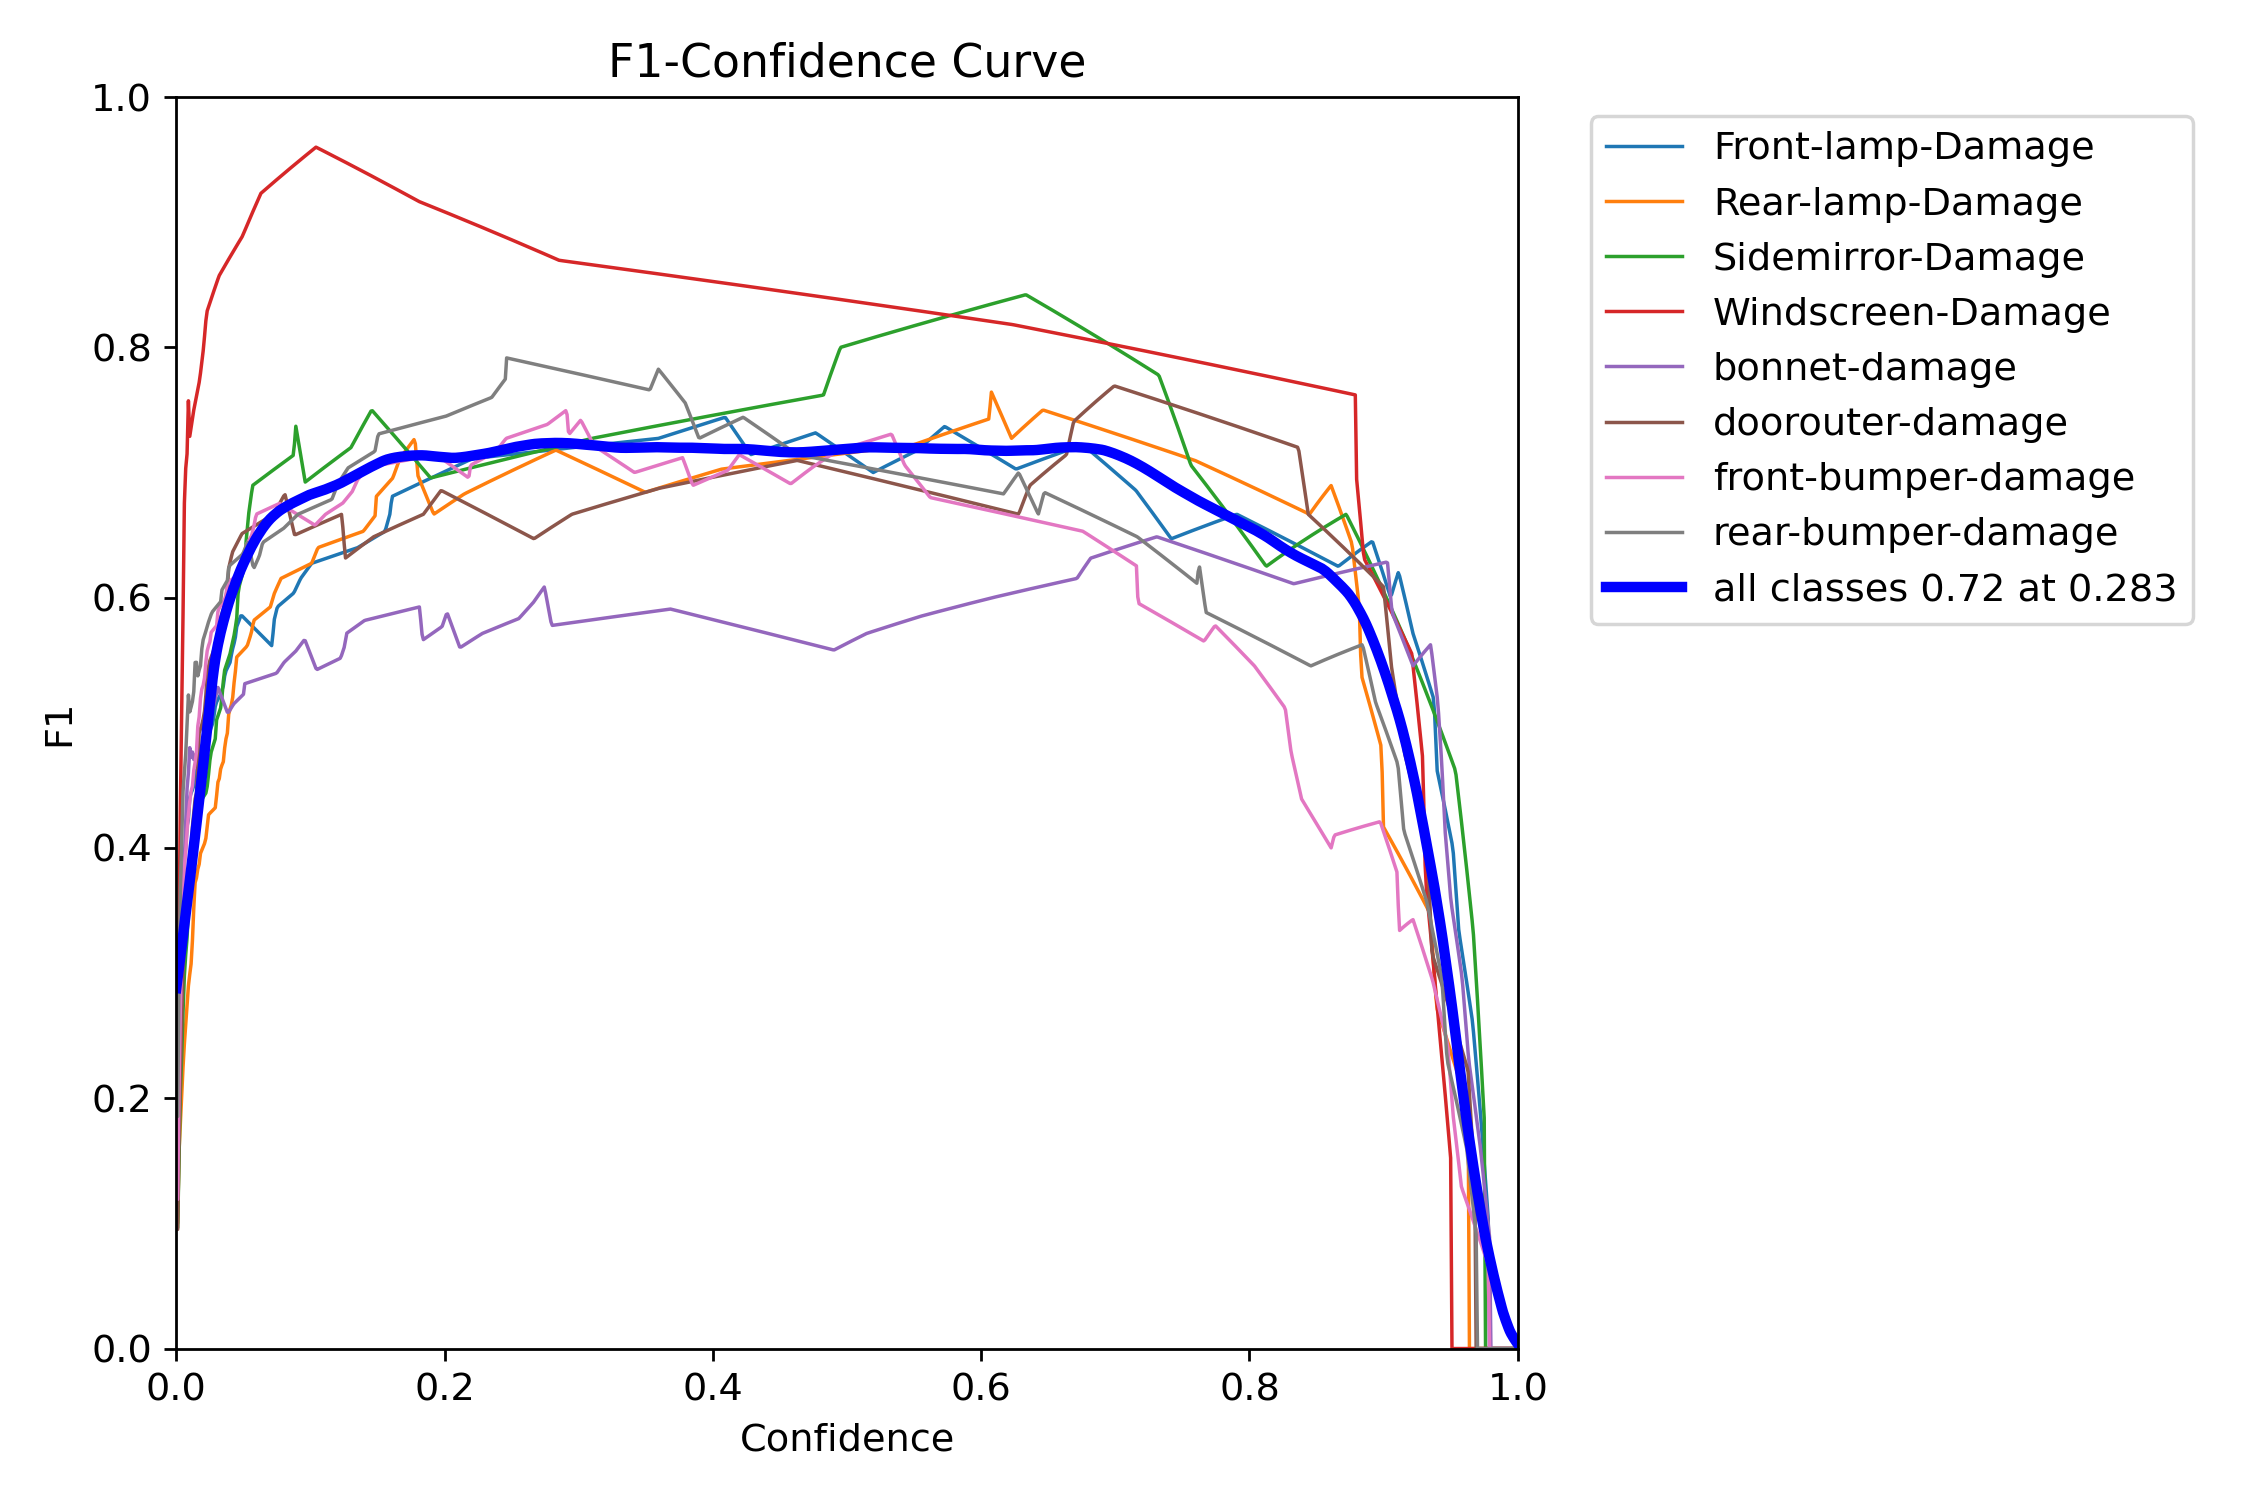 F1-Confidence Curve
1.0
0.8
0.6
0.4
0.2
0.0
F1
0.0 0.2 0.4 0.6 0.8 1.0
Confidence
Front-lamp-Damage
Rear-lamp-Damage
Sidemirror-Damage
Windscreen-Damage
bonnet-damage
doorouter-damage
front-bumper-damage
rear-bumper-damage
all classes 0.72 at 0.283